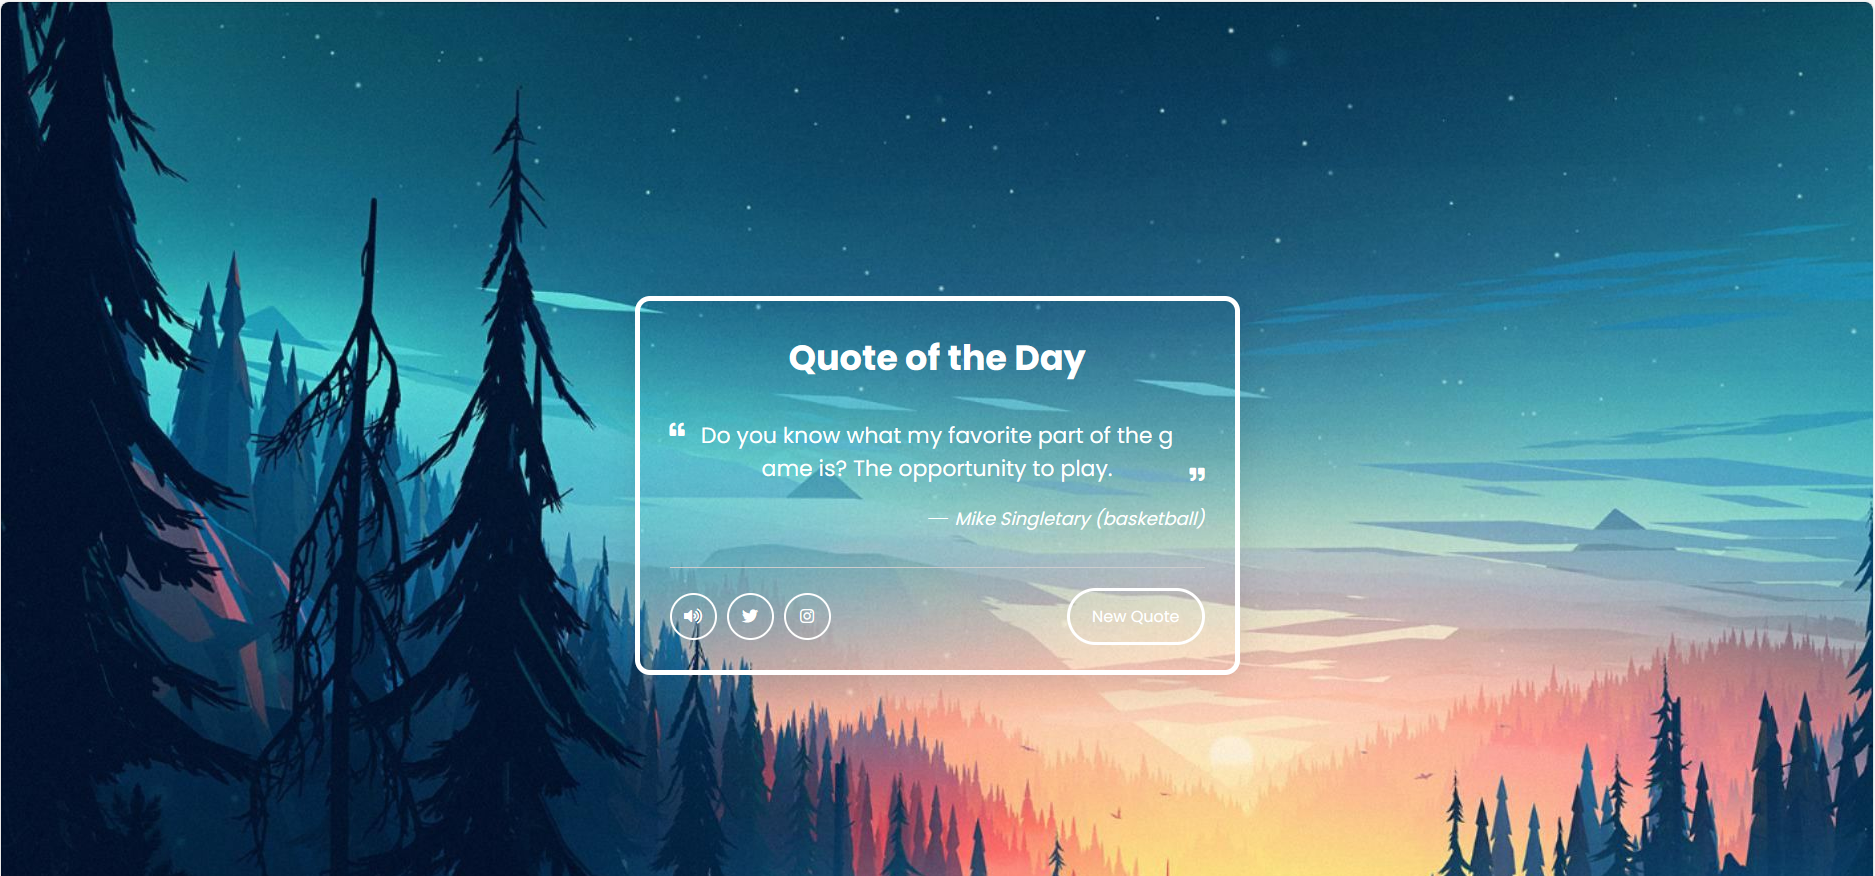 Quote of the Day
“ Do you know what my favorite part of the g
ame is? The opportunity to play. ”
— Mike Singletary (basketball)
New Quote